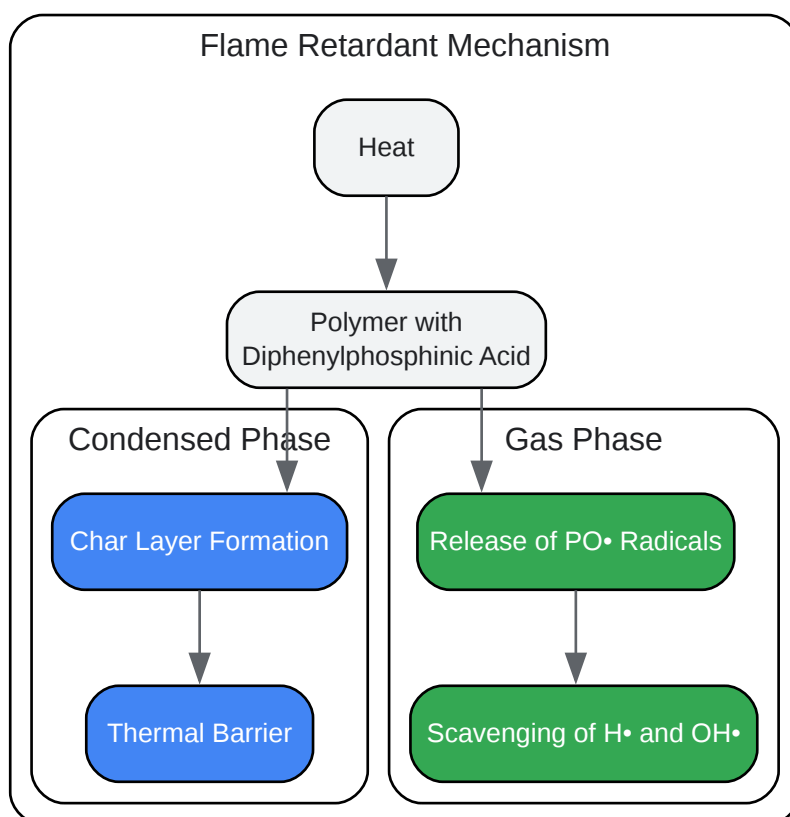 Flame Retardant Mechanism
Heat
Polymer with
Diphenylphosphinic Acid
Condensed Phase
Gas Phase
Char Layer Formation
Release of PO• Radicals
Thermal Barrier
Scavenging of H• and OH•